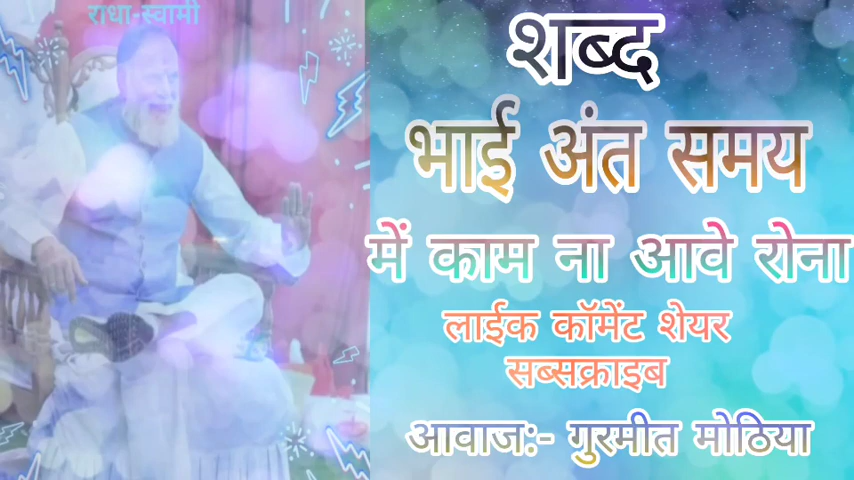 राधा-स्वामी
शब्द
भाई अंत समय
में काम ना आवे रोना
लाईक कॉमेंट शेयर
सब्सक्राइब
आवाज:- गुरमीत मोठिया